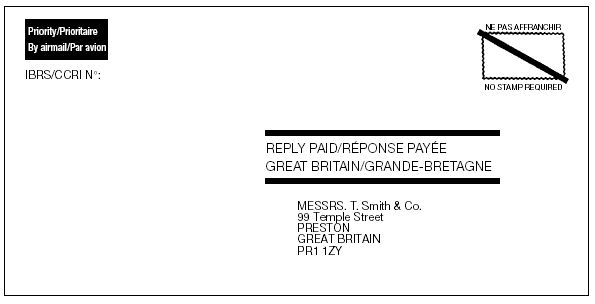 Priority/Prioritaire
By airmail/Par avion
IBRS/CCRI N°:
NE PAS AFFRANCHIR
NO STAMP REQUIRED
REPLY PAID/RÉPONSE PAYÉE
GREAT BRITAIN/GRANDE-BRETAGNE
MESSRS. T. Smith & Co.
99 Temple Street
PRESTON
GREAT BRITAIN
PR1 1ZY